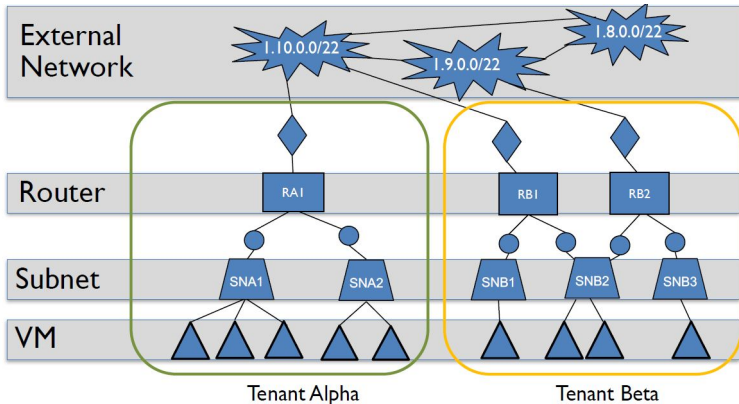 External
Network
1.10.0.0/22
1.9.0.0/22
1.8.0.0/22
Router
RA1
RB1
RB2
Subnet
SNA1
SNA2
SNB1
SNB2
SNB3
VM
Tenant Alpha
Tenant Beta